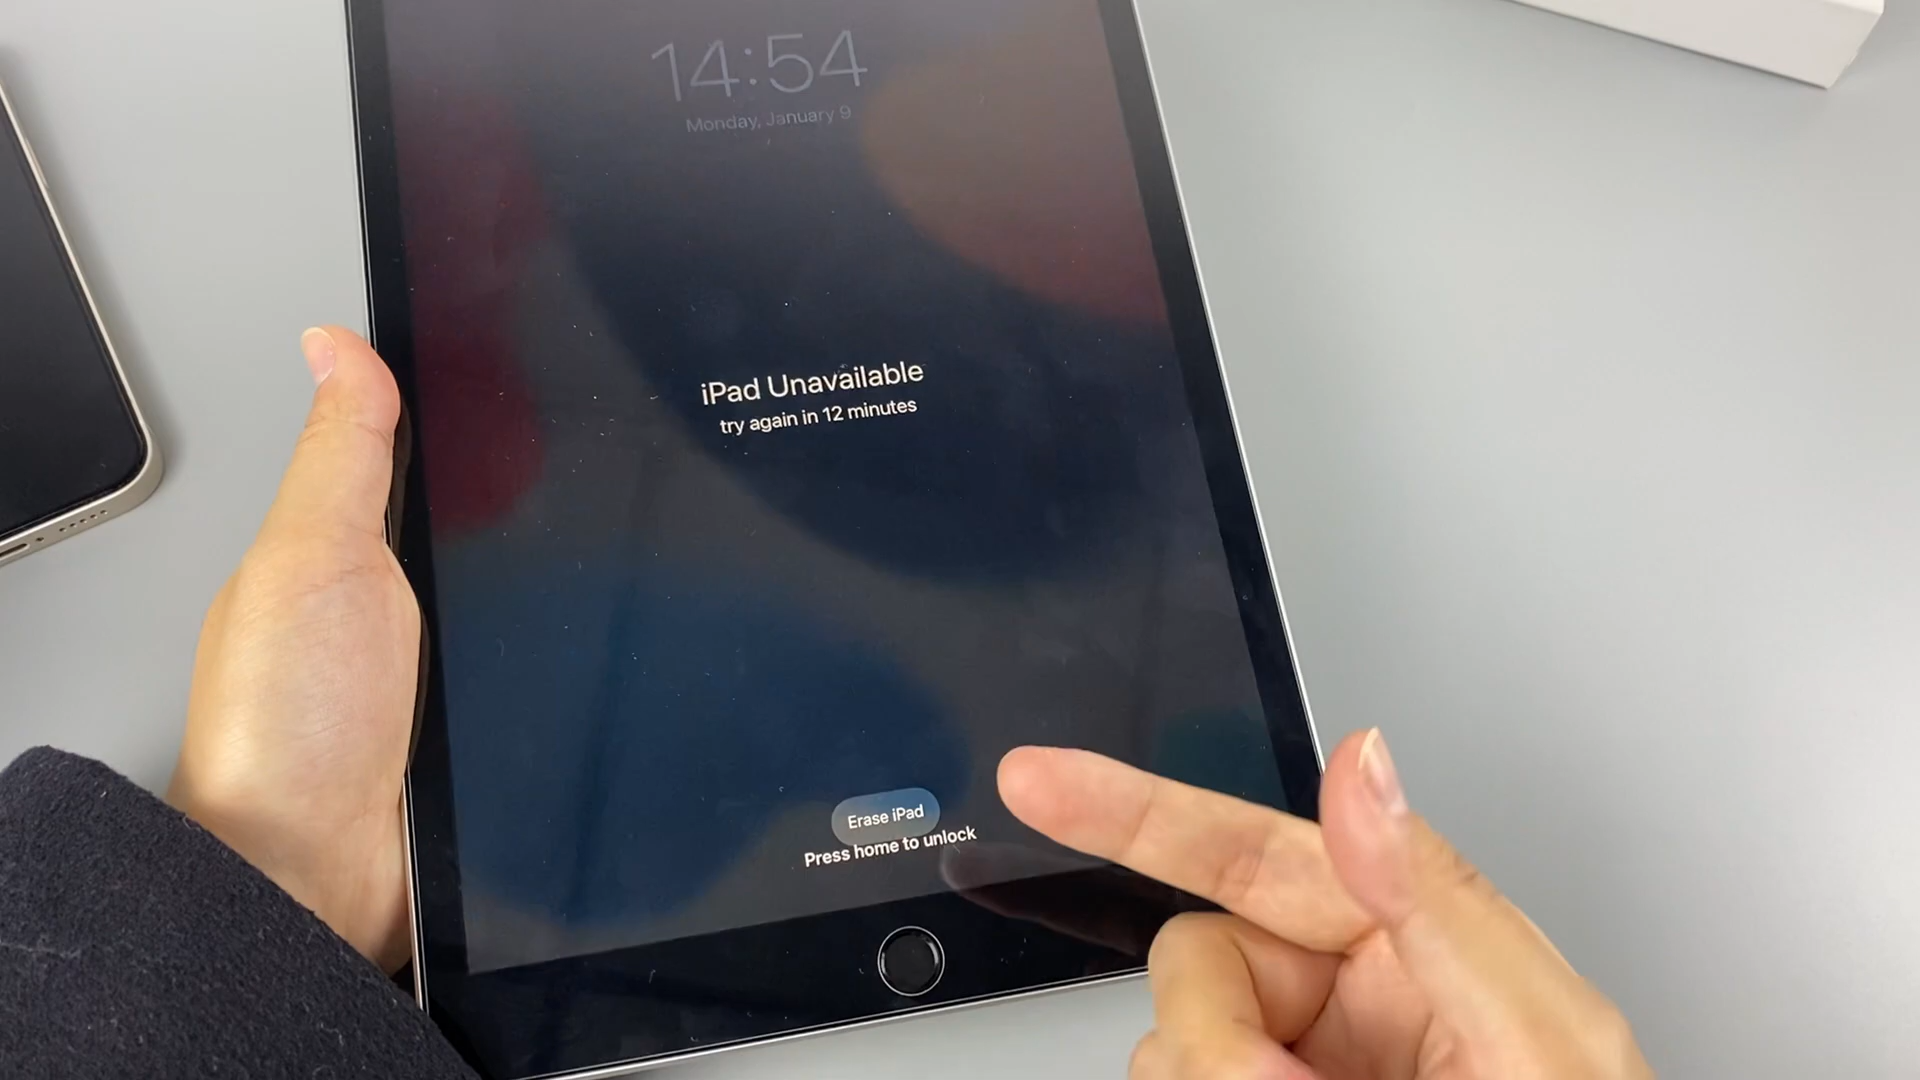 14:54
Monday, January 9
iPad Unavailable
try again in 12 minutes
Erase iPad
Press home to unlock